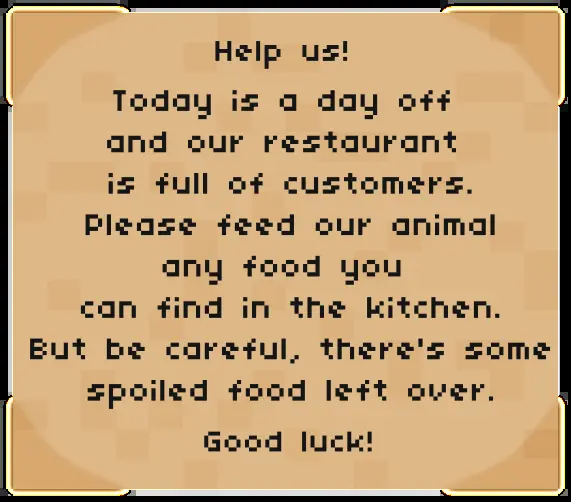 Help us!
Today is a day off
and our restaurant
is full of customers.
Please feed our animal
any food you
can find in the kitchen.
But be careful, there's some
spoiled food left over.
Good luck!